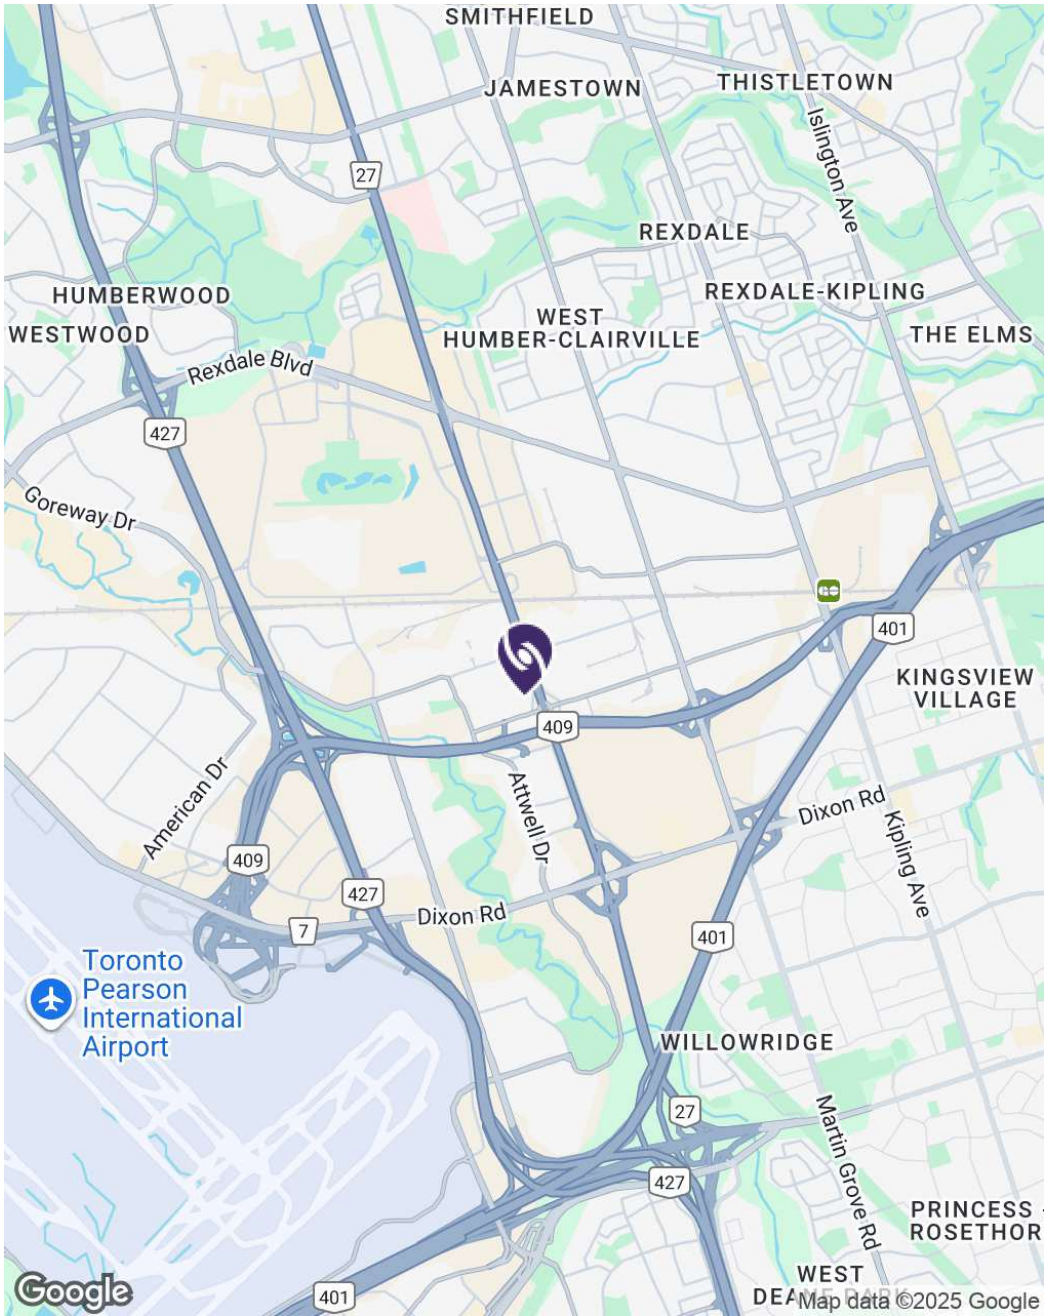 SMITHFIELD
JAMESTOWN
THISTLETOWN
Islington Ave
27
REXDALE
HUMBERWOOD
REXDALE-KIPLING
WESTWOOD
WEST
HUMBER-CLAIRVILLE
THE ELMS
Rexdale Blvd
427
Goreway Dr
401
KINGSVIEW
VILLAGE
409
American Dr
Attwell Dr
Dixon Rd
Kipling Ave
409
427
Dixon Rd
7
401
Toronto
Pearson
International
Airport
WILLOWRIDGE
27
Martin Grove Rd
427
PRINCESS -
ROSETHOR
WEST
DEANE PARK
401
Google
Map data ©2025 Google